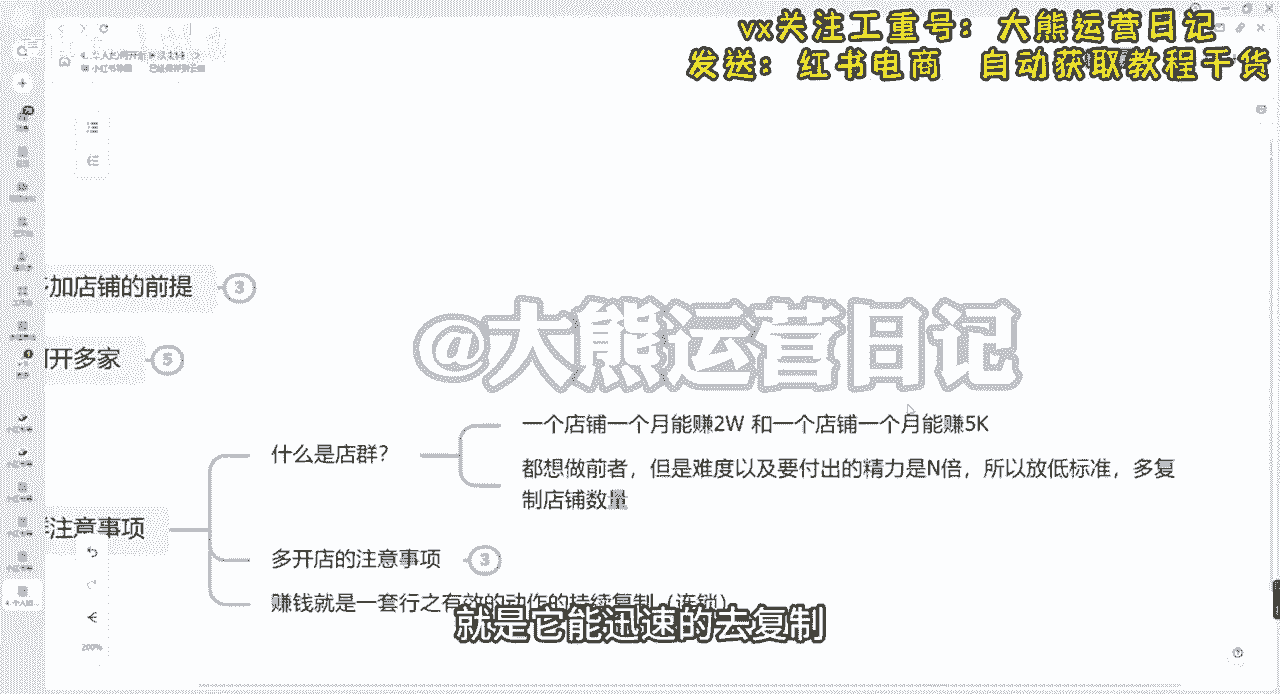 vx关注工重号：大熊运营日记
发送：红书电商 自动获取教程干货
加店铺的前提
3
@大熊运营日记
开多家
5
一个店铺一个月能赚2W 和一个店铺一个月能赚5K
什么是店群？
都想做前者，但是难度以及要付出的精力是N倍，所以放低标准，多复
制店铺数量
注意事项
多开店的注意事项
3
赚钱就是一套行之有效的动作的持续复制（连锁）
就是它能迅速的去复制
200%